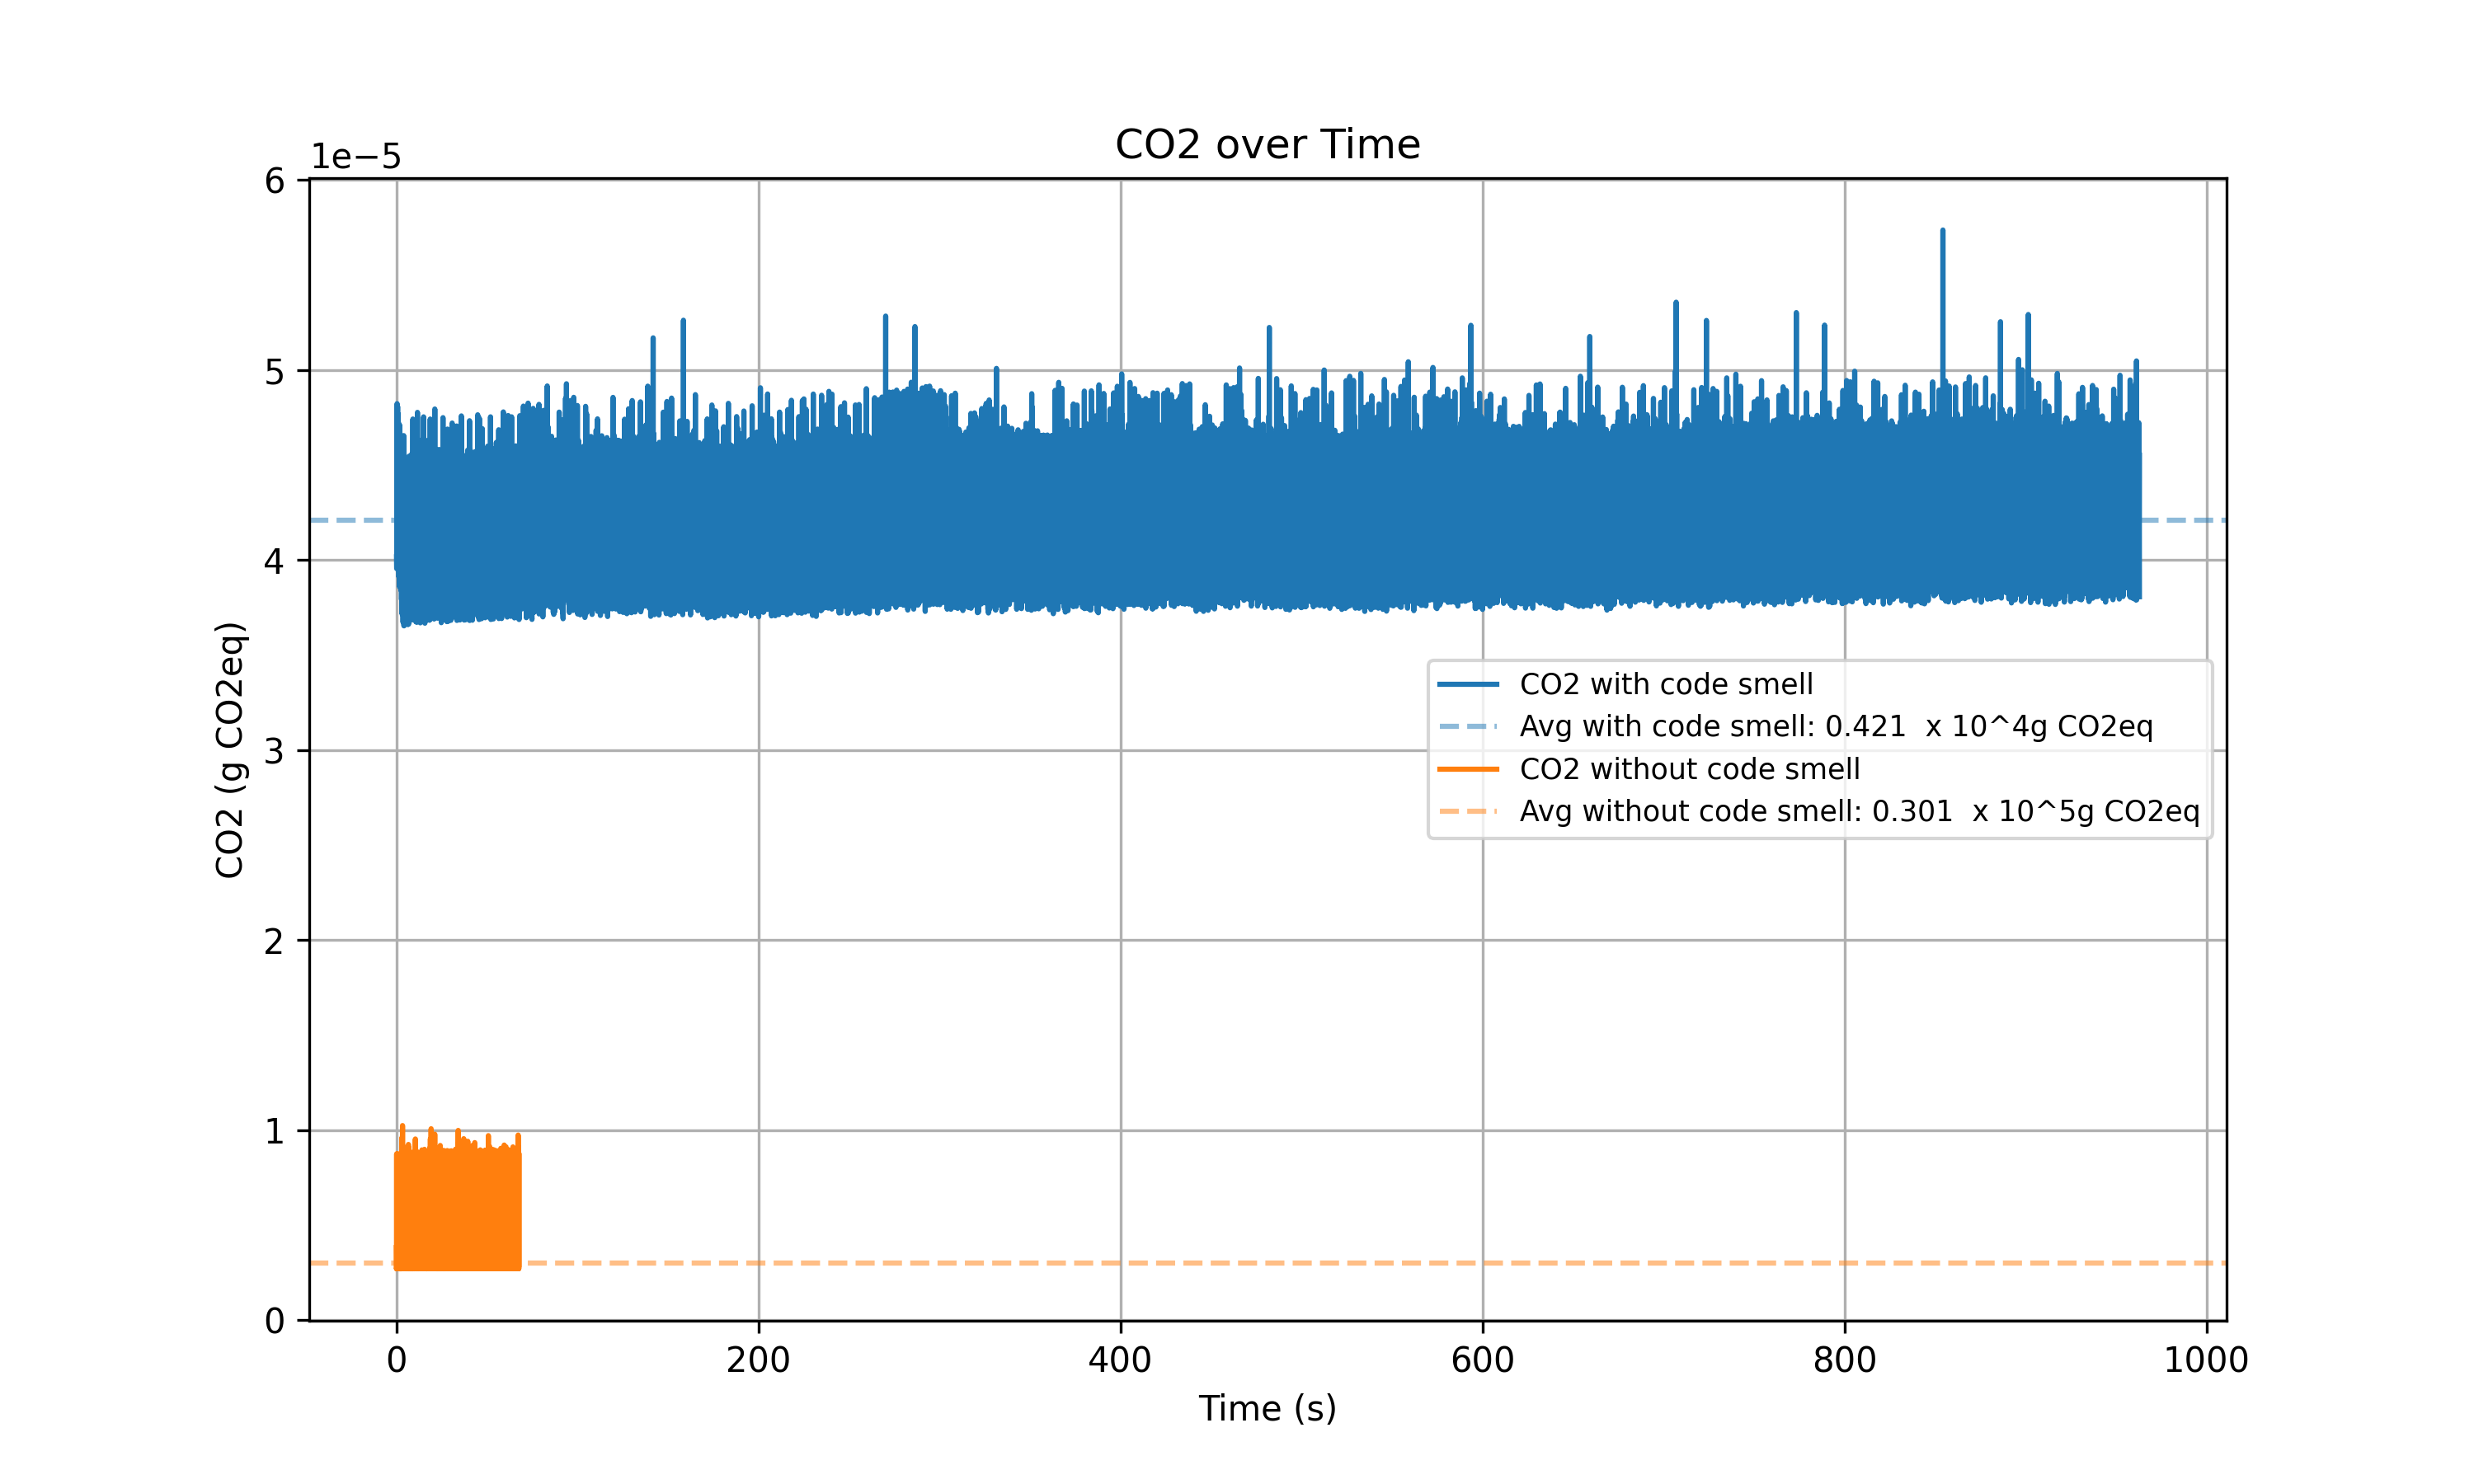 CO2 over Time
1e−5
6
5
4
3
2
1
0
CO2 (g CO2eq)
CO2 with code smell
Avg with code smell: 0.421  x 10^4g CO2eq
CO2 without code smell
Avg without code smell: 0.301  x 10^5g CO2eq
0 200 400 600 800 1000
Time (s)